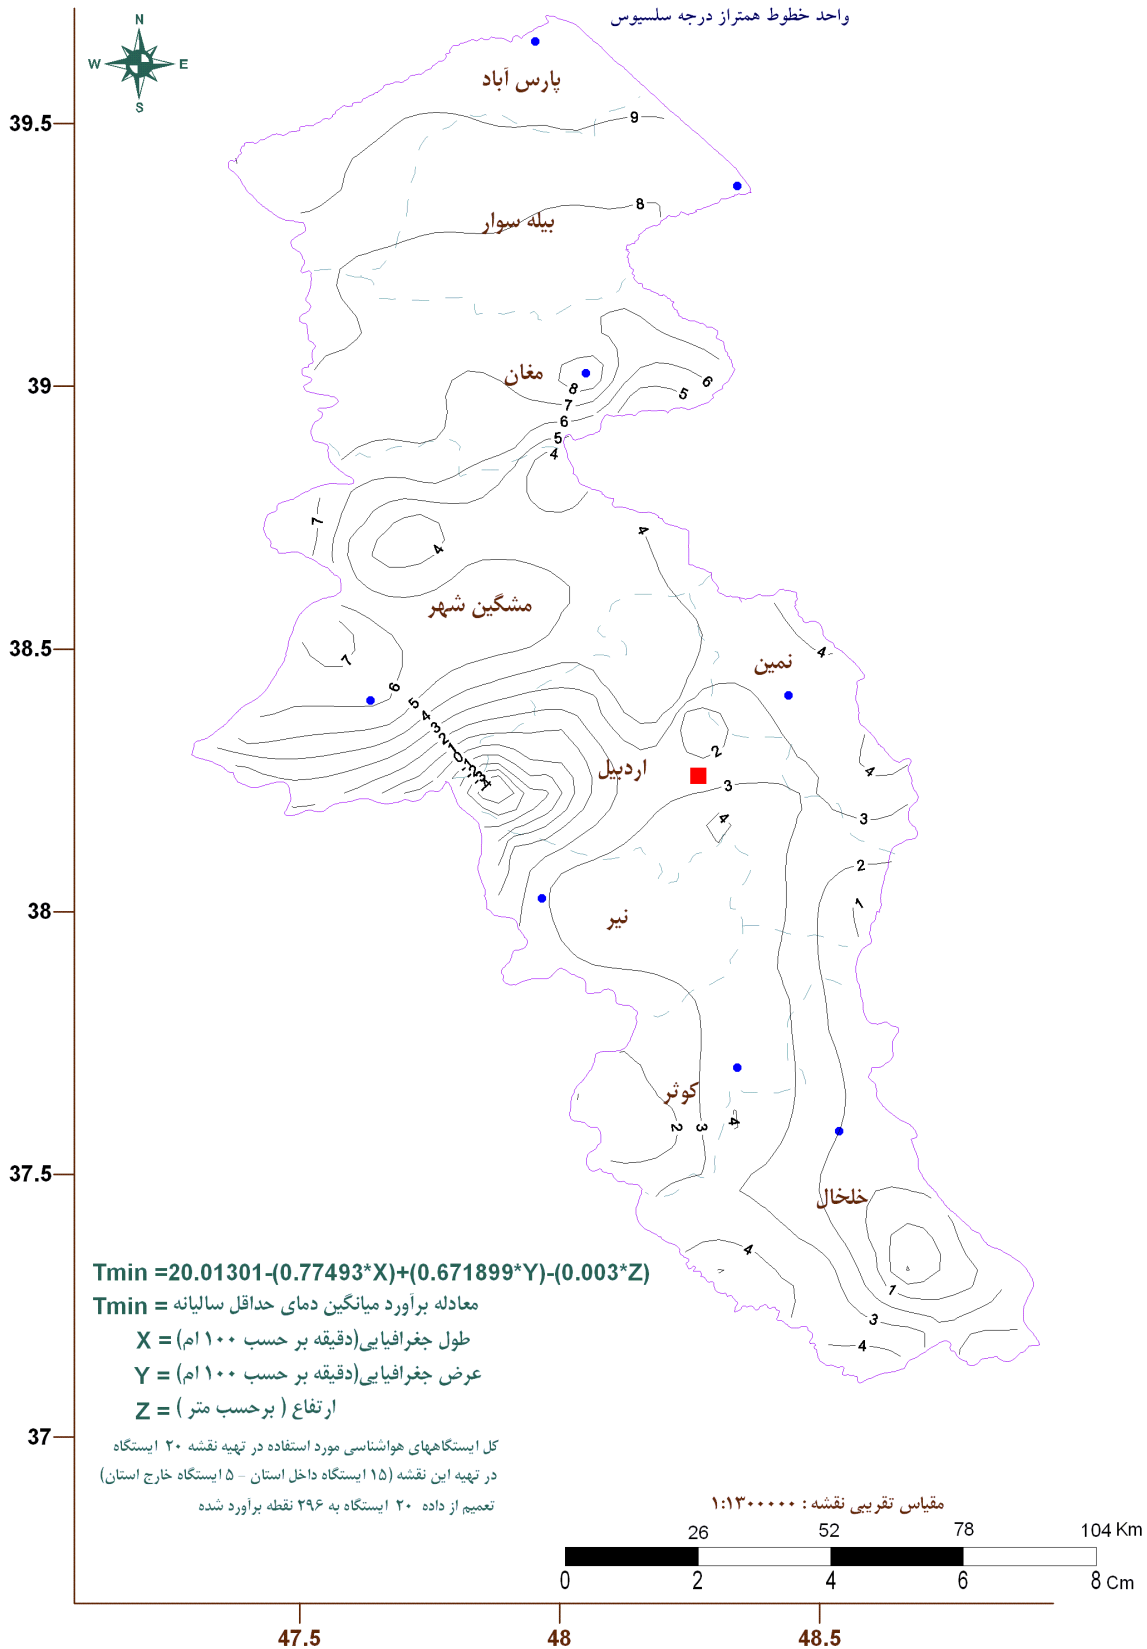 واحد خطوط همتراز درجه سلسیوس
N
W E
S
پارس آباد
39.5
9
8
بیله سوار
39
مغان
8
7
6
5
4
6
5
7
4
4
مشگین شهر
38.5
7
6
5
4
3
2
1
0
نمین
4
2
اردبیل
4
3
4
3
2
1
38
نیر
کوثر
2
3
4
37.5
خلخال
4
1
3
4
Tmin =20.01301-(0.77493*X)+(0.671899*Y)-(0.003*Z)
Tmin = معادله برآورد میانگین دمای حداقل سالیانه
X = طول جغرافیایی(دقیقه بر حسب ۱۰۰ ام)
Y = عرض جغرافیایی(دقیقه بر حسب ۱۰۰ ام)
Z = ارتفاع ( برحسب متر )
37
کل ایستگاههای هواشناسی مورد استفاده در تهیه نقشه ۲۰ ایستگاه
در تهیه این نقشه (۱۵ ایستگاه داخل استان – ۵ ایستگاه خارج استان)
تعمیم از داده ۲۰ ایستگاه به ۲۹۶ نقطه برآورد شده
مقیاس تقریبی نقشه : ۱:۱۳۰۰۰۰۰
26 52 78 104 Km
0 2 4 6 8 Cm
47.5 48 48.5